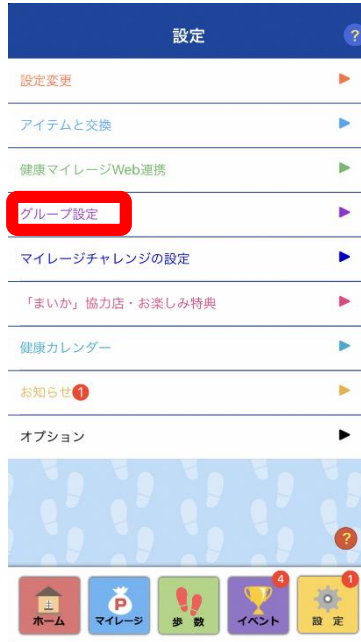 設定
?
設定変更
アイテムと交換
健康マイレージWeb連携
グループ設定
マイレージチャレンジの設定
「まいか」協力店・お楽しみ特典
健康カレンダー
お知らせ 1
オプション
?
4
1
P
ホーム
マイレージ
歩 数
イベント
設 定